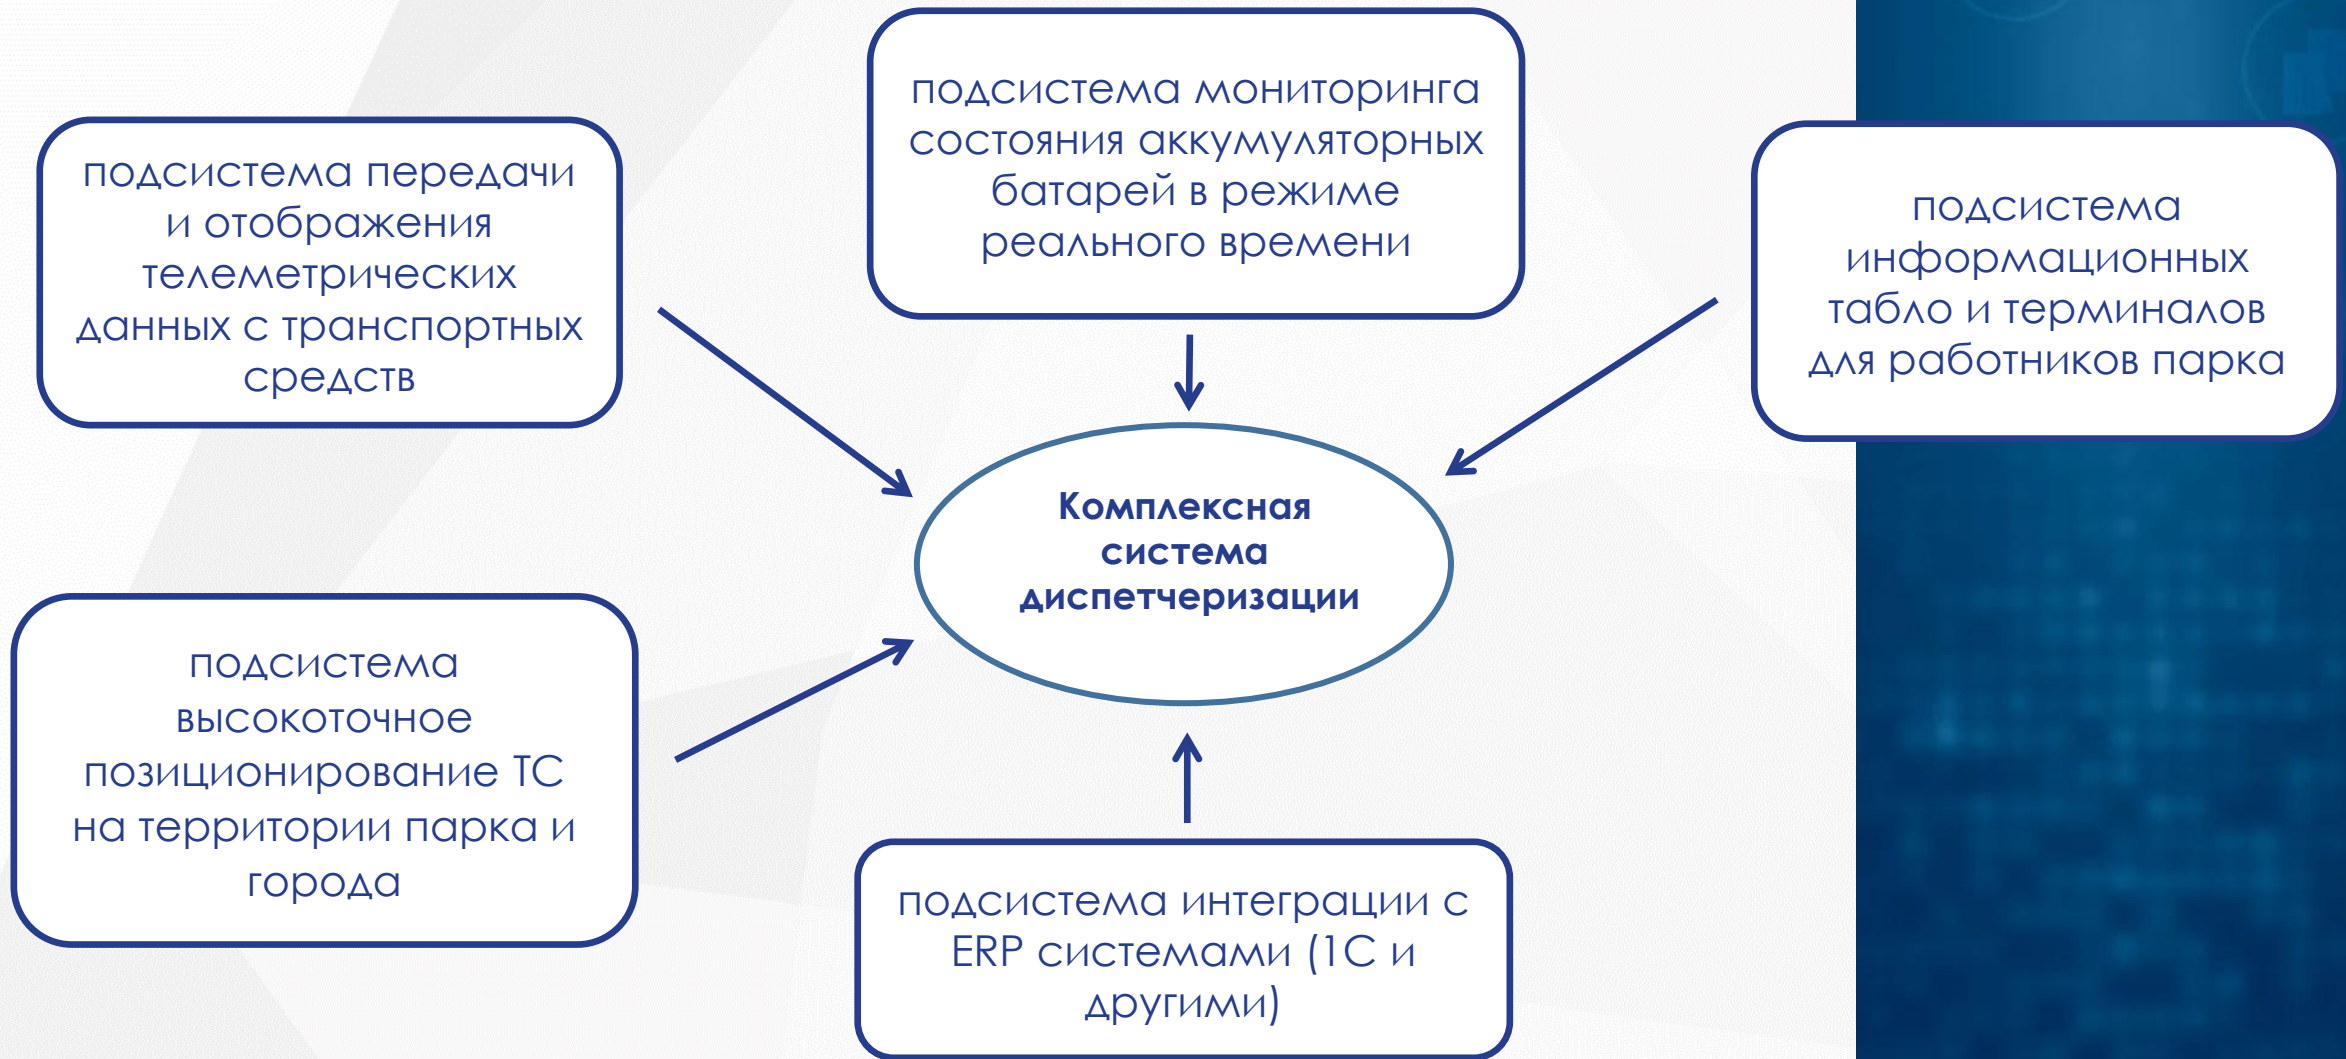 подсистема мониторинга
состояния аккумуляторных
батарей в режиме
реального времени
подсистема передачи
и отображения
телеметрических
данных с транспортных
средств
подсистема
информационных
табло и терминалов
для работников парка
Комплексная
система
диспетчеризации
подсистема
высокоточное
позиционирование ТС
на территории парка и
города
подсистема интеграции с
ERP системами (1С и
другими)